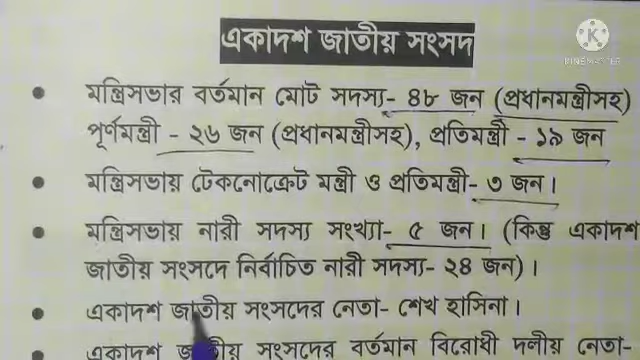 একাদশ জাতীয় সংসদ
মন্ত্রিসভার বর্তমান মোট সদস্য- ৪৮ জন (প্রধানমন্ত্রীসহ)
পূর্ণমন্ত্রী - ২৬ জন (প্রধানমন্ত্রীসহ), প্রতিমন্ত্রী - ১৯ জন
মন্ত্রিসভায় টেকনোক্রেট মন্ত্রী ও প্রতিমন্ত্রী- ৩ জন।
মন্ত্রিসভায় নারী সদস্য সংখ্যা- ৫ জন। (কিন্তু একাদশ
জাতীয় সংসদে নির্বাচিত নারী সদস্য- ২৪ জন)।
একাদশ জাতীয় সংসদের নেতা- শেখ হাসিনা।
একাদশ জাতীয় সংসদের বর্তমান বিরোধী দলীয় নেতা-
K
KINEMASTER